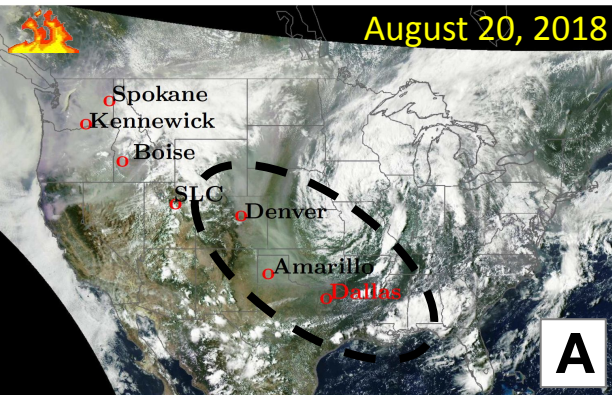 August 20, 2018
Spokane
Kennewick
Boise
SLC
Denver
Amarillo
Dallas
A